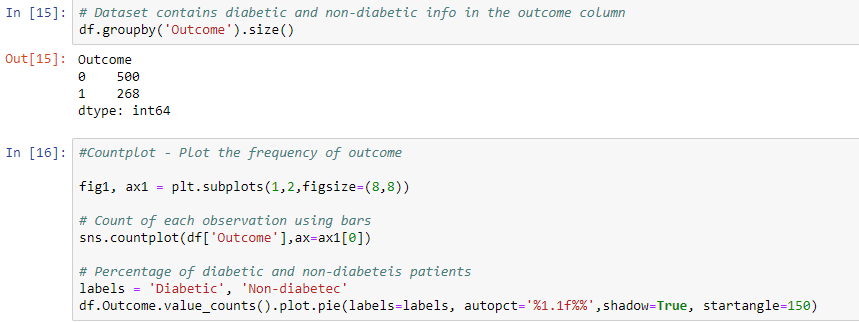 In [15]: # Dataset contains diabetic and non-diabetic info in the outcome column
df.groupby('Outcome').size()
Out[15]: Outcome
0    500
1    268
dtype: int64
In [16]: #Countplot - Plot the frequency of outcome
fig1, ax1 = plt.subplots(1,2,figsize=(8,8))
# Count of each observation using bars
sns.countplot(df['Outcome'],ax=ax1[0])
# Percentage of diabetic and non-diabeteis patients
labels = 'Diabetic', 'Non-diabetec'
df.Outcome.value_counts().plot.pie(labels=labels, autopct='%1.1f%%',shadow=True, startangle=150)